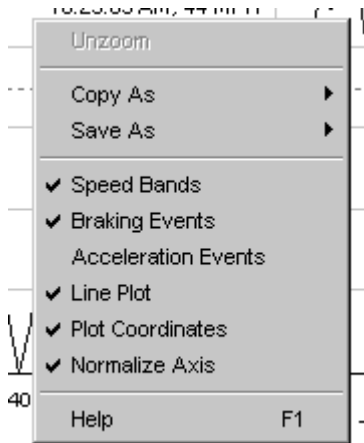 Unzoom
Copy As
Save As
Speed Bands
Braking Events
Acceleration Events
Line Plot
Plot Coordinates
Normalize Axis
40
Help F1